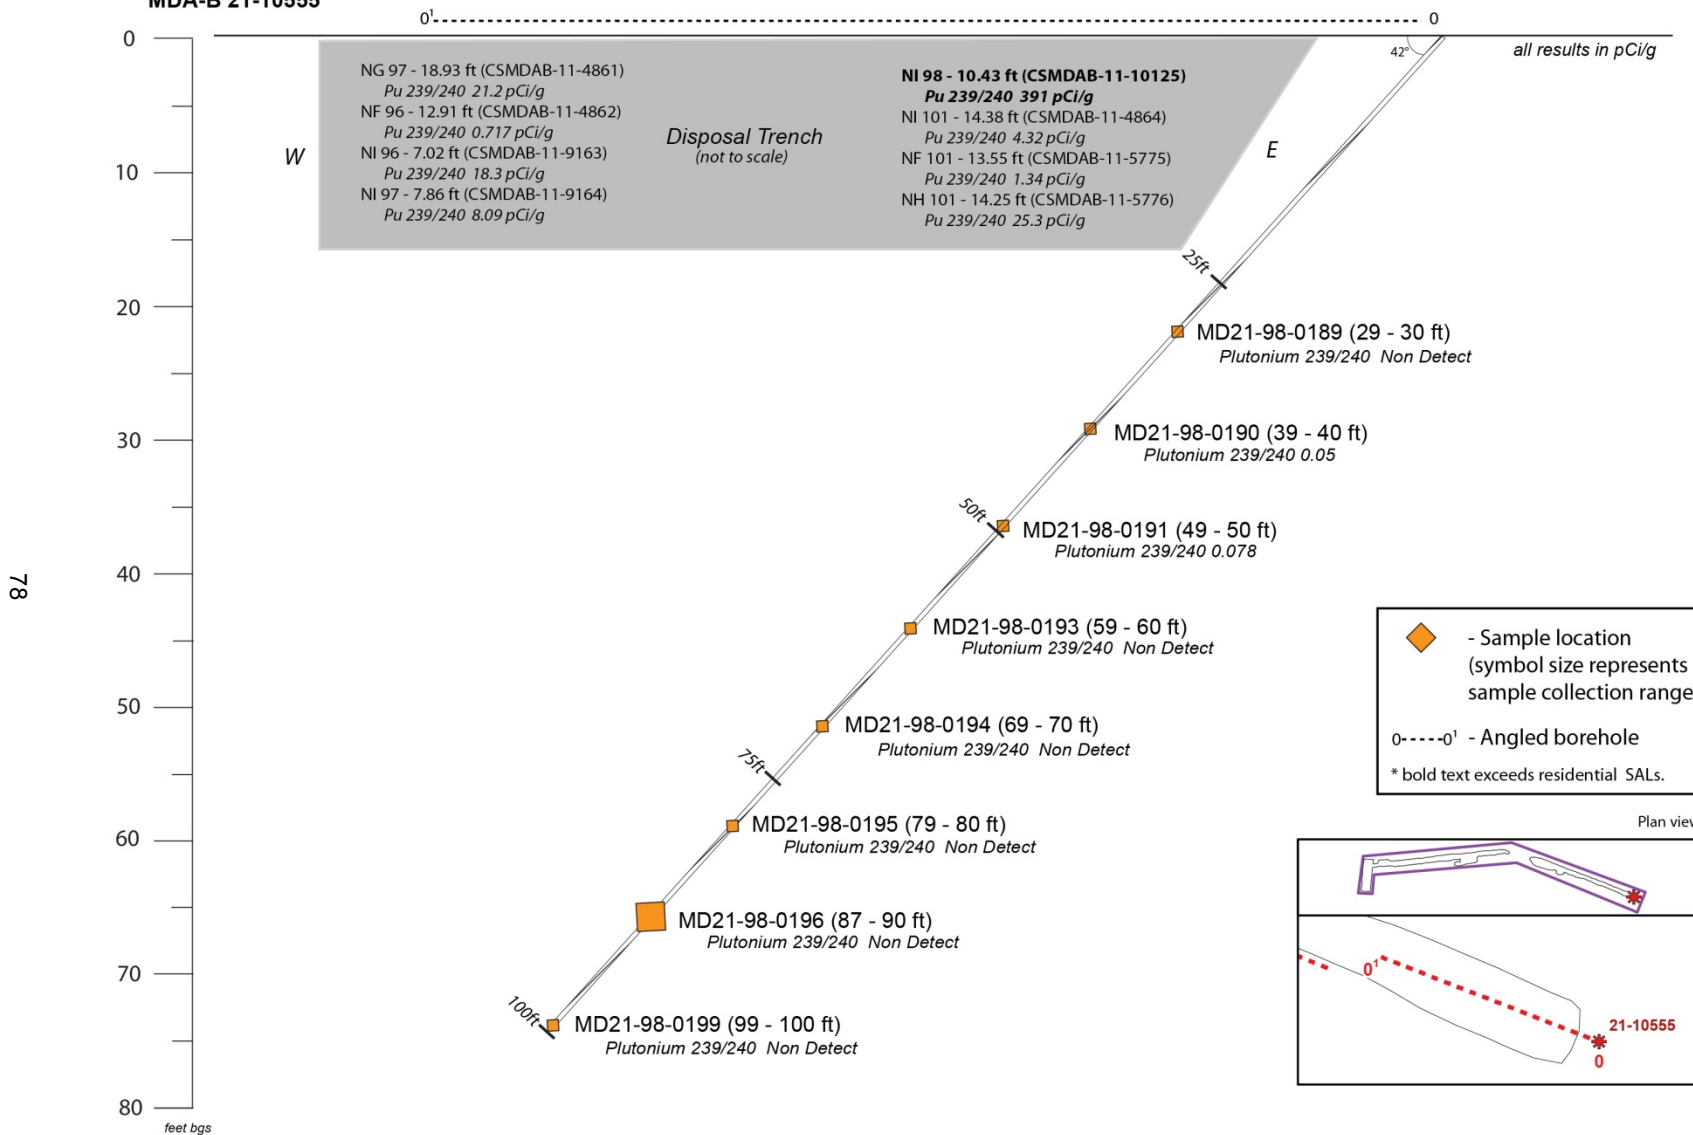 MDA-B 21-10555
0¹ 0
0
42°
all results in pCi/g
NG 97 - 18.93 ft (CSMDAB-11-4861)
Pu 239/240 21.2 pCi/g
NF 96 - 12.91 ft (CSMDAB-11-4862)
Pu 239/240 0.717 pCi/g
NI 96 - 7.02 ft (CSMDAB-11-9163)
Pu 239/240 18.3 pCi/g
NI 97 - 7.86 ft (CSMDAB-11-9164)
Pu 239/240 8.09 pCi/g
Disposal Trench
(not to scale)
NI 98 - 10.43 ft (CSMDAB-11-10125)
Pu 239/240 391 pCi/g
NI 101 - 14.38 ft (CSMDAB-11-4864)
Pu 239/240 4.32 pCi/g
NF 101 - 13.55 ft (CSMDAB-11-5775)
Pu 239/240 1.34 pCi/g
NH 101 - 14.25 ft (CSMDAB-11-5776)
Pu 239/240 25.3 pCi/g
W
E
10
20
30
40
50
60
70
80
feet bgs
78
25ft
MD21-98-0189 (29 - 30 ft)
Plutonium 239/240 Non Detect
MD21-98-0190 (39 - 40 ft)
Plutonium 239/240 0.05
50ft
MD21-98-0191 (49 - 50 ft)
Plutonium 239/240 0.078
MD21-98-0193 (59 - 60 ft)
Plutonium 239/240 Non Detect
MD21-98-0194 (69 - 70 ft)
Plutonium 239/240 Non Detect
75ft
MD21-98-0195 (79 - 80 ft)
Plutonium 239/240 Non Detect
MD21-98-0196 (87 - 90 ft)
Plutonium 239/240 Non Detect
100ft
MD21-98-0199 (99 - 100 ft)
Plutonium 239/240 Non Detect
- Sample location
(symbol size represents
sample collection range
0-----0¹ - Angled borehole
* bold text exceeds residential SALs.
Plan view
0¹
21-10555
0